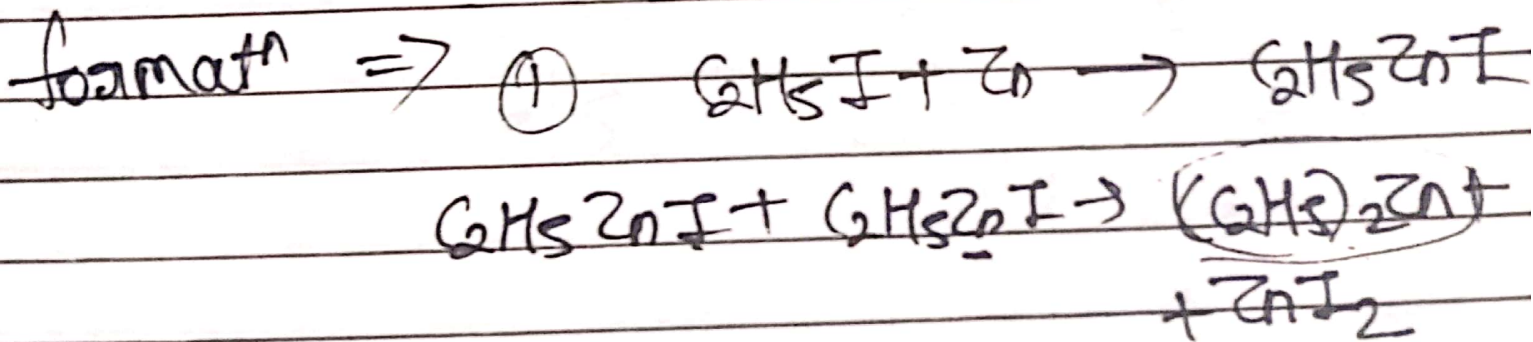 formatn => ① C2H5I + Zn → C2H5ZnI
C2H5ZnI + C2H5ZnI → (C2H5)2Zn +
+ ZnI2